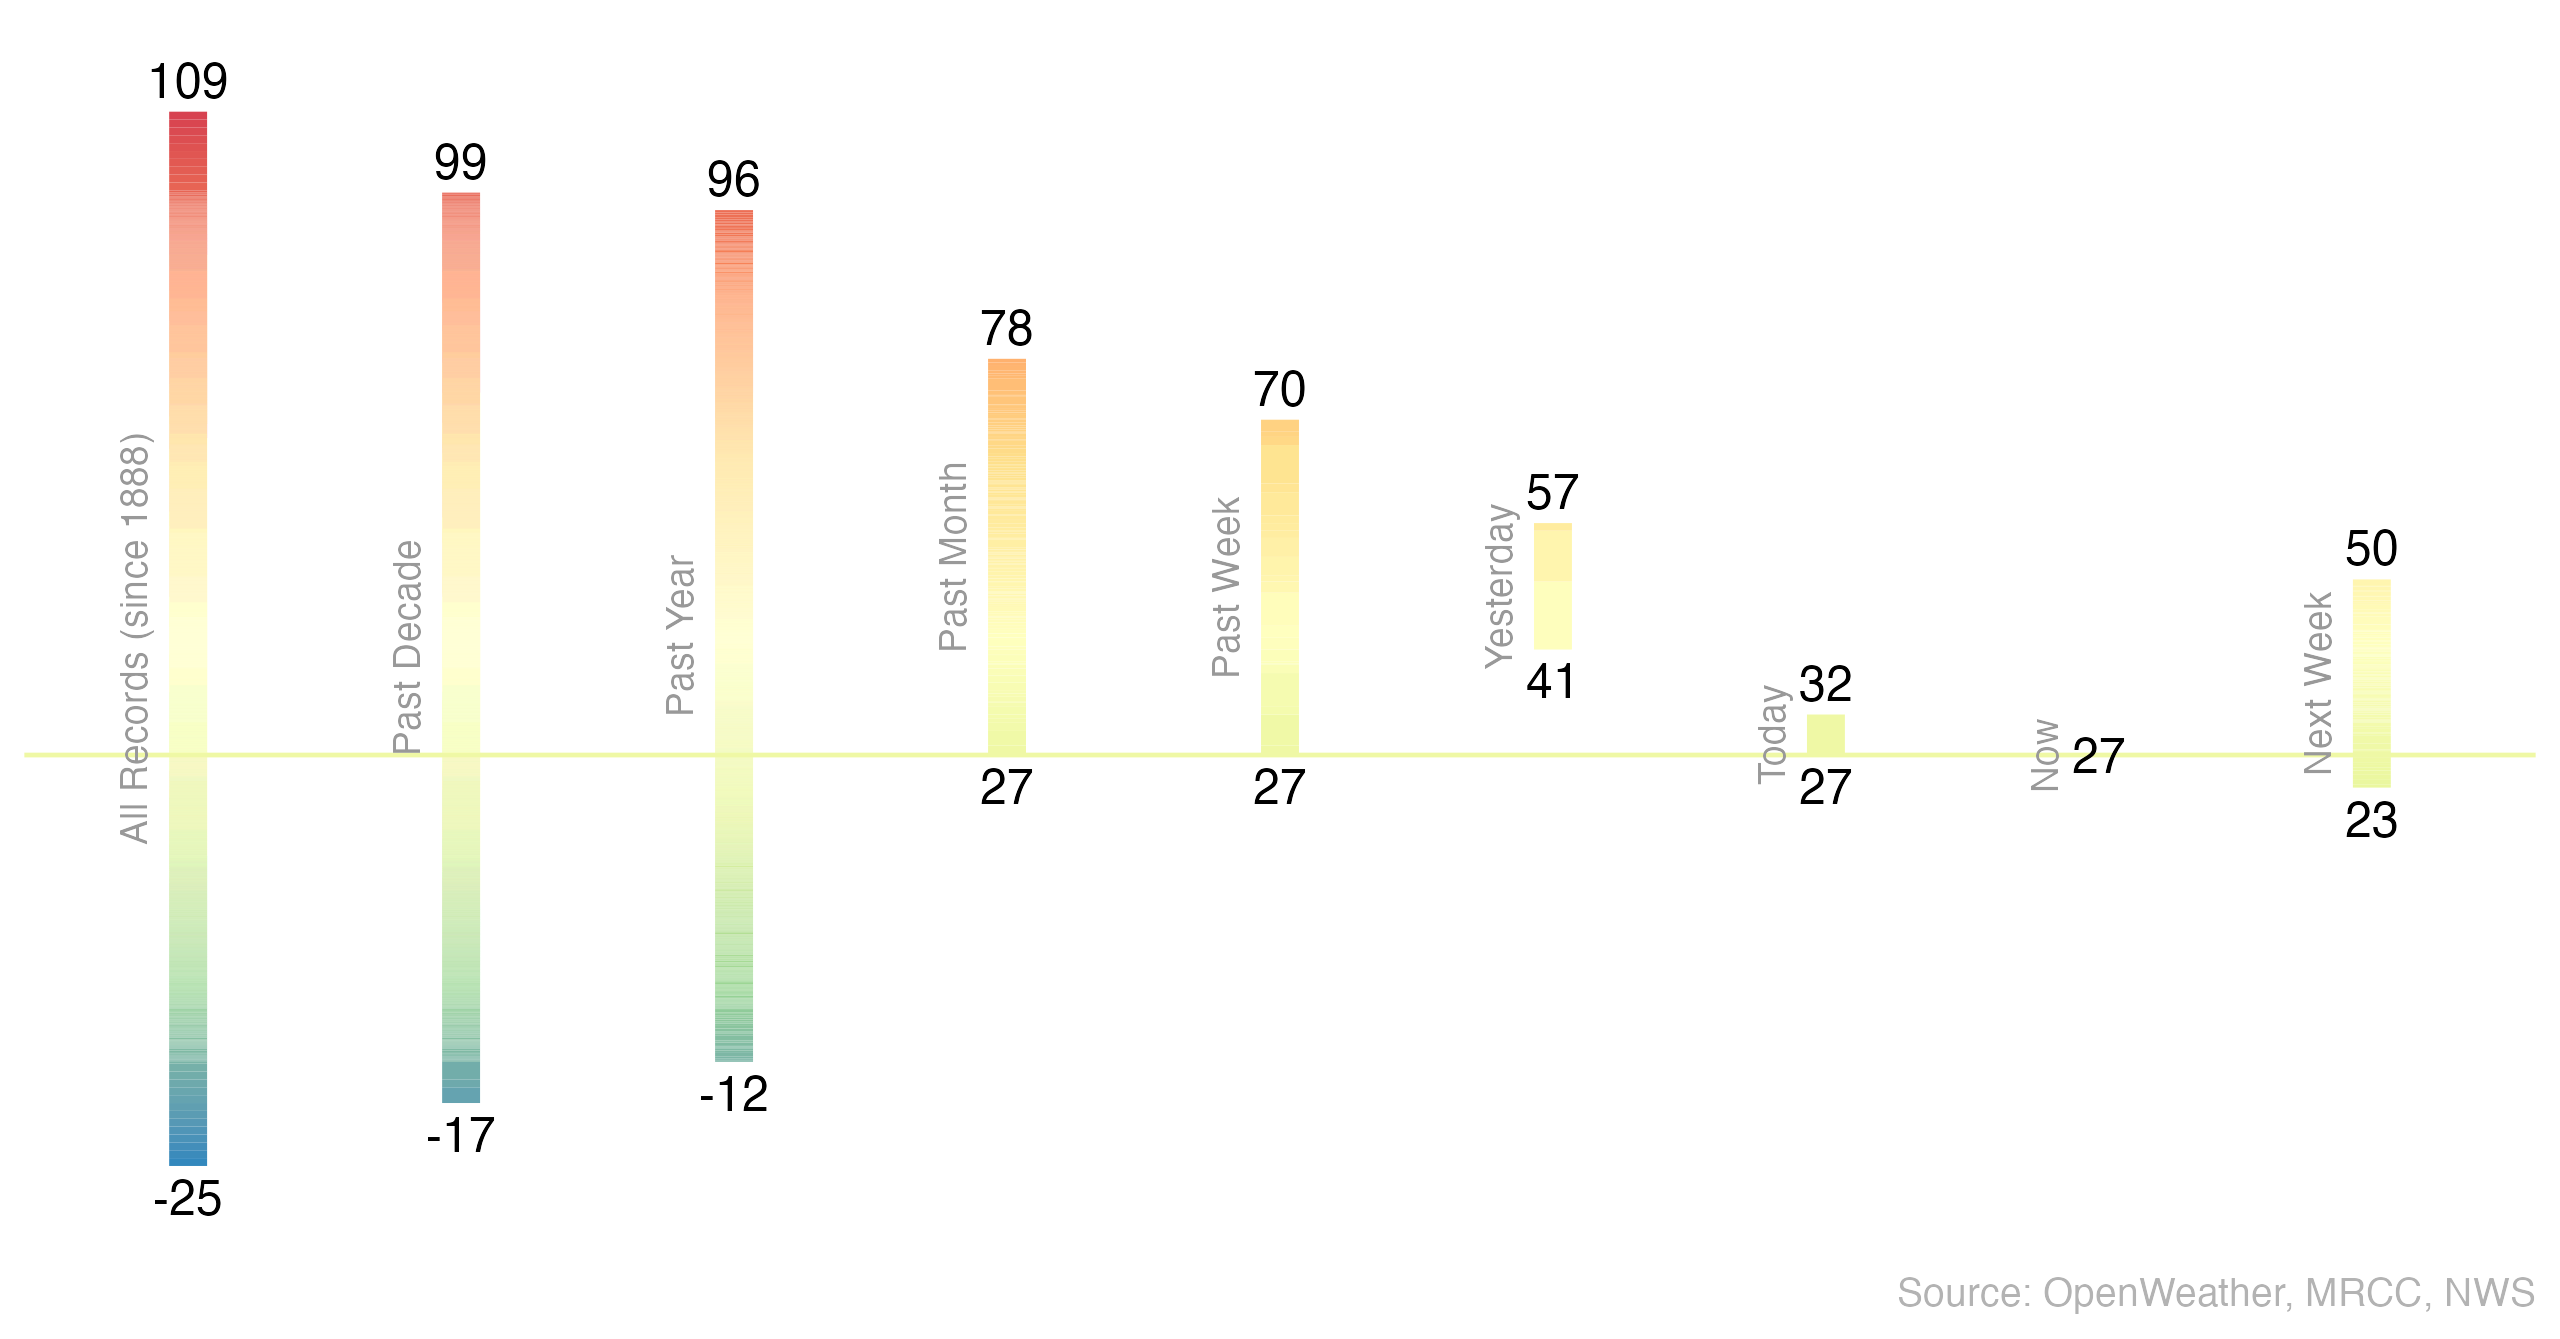 109
All Records (since 1888)
-25
99
Past Decade
-17
96
Past Year
-12
78
Past Month
27
70
Past Week
27
57
Yesterday
41
32
Today
27
Now
27
50
Next Week
23
Source: OpenWeather, MRCC, NWS